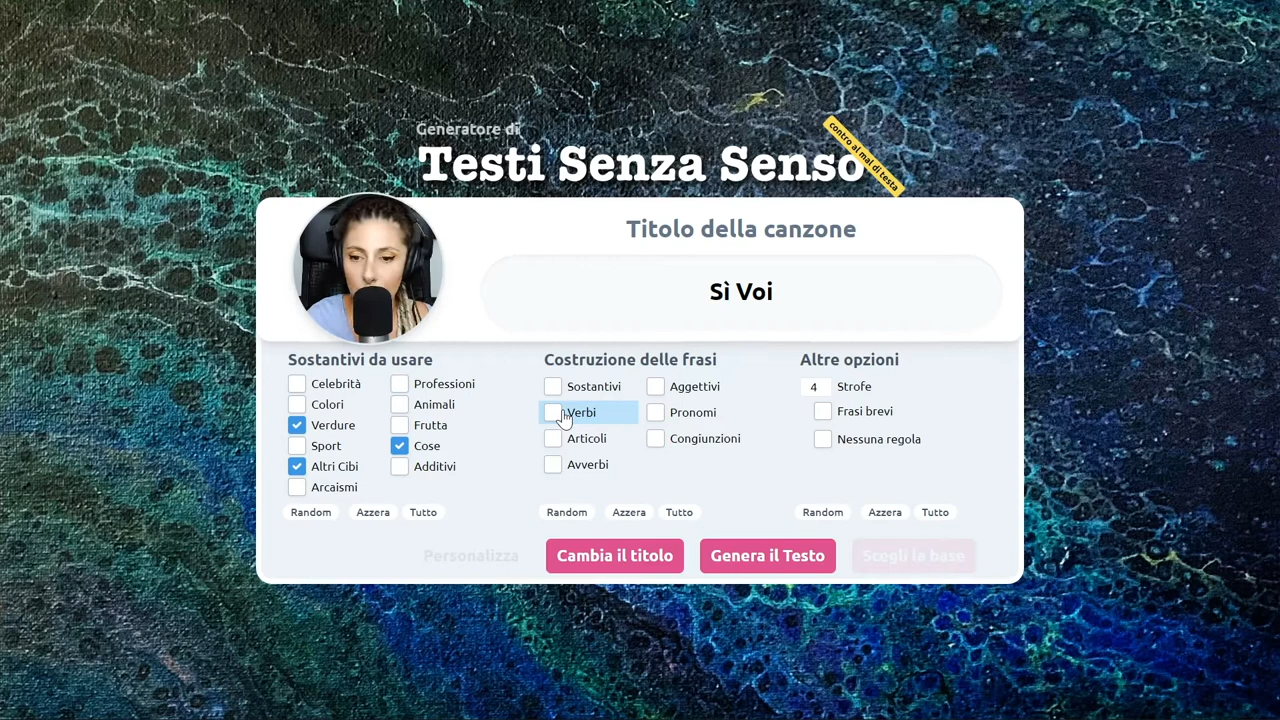 Generatore di
Testi Senza Senso
contro al mal di testa
Titolo della canzone
Sì Voi
Sostantivi da usare
Celebrità
Professioni
Colori
Animali
Verdure
Frutta
Sport
Cose
Altri Cibi
Additivi
Arcaismi
Random
Azzera
Tutto
Costruzione delle frasi
Sostantivi
Aggettivi
Verbi
Pronomi
Articoli
Congiunzioni
Avverbi
Random
Azzera
Tutto
Altre opzioni
4 Strofe
Frasi brevi
Nessuna regola
Random
Azzera
Tutto
Personalizza
Cambia il titolo
Genera il Testo
Scegli la base